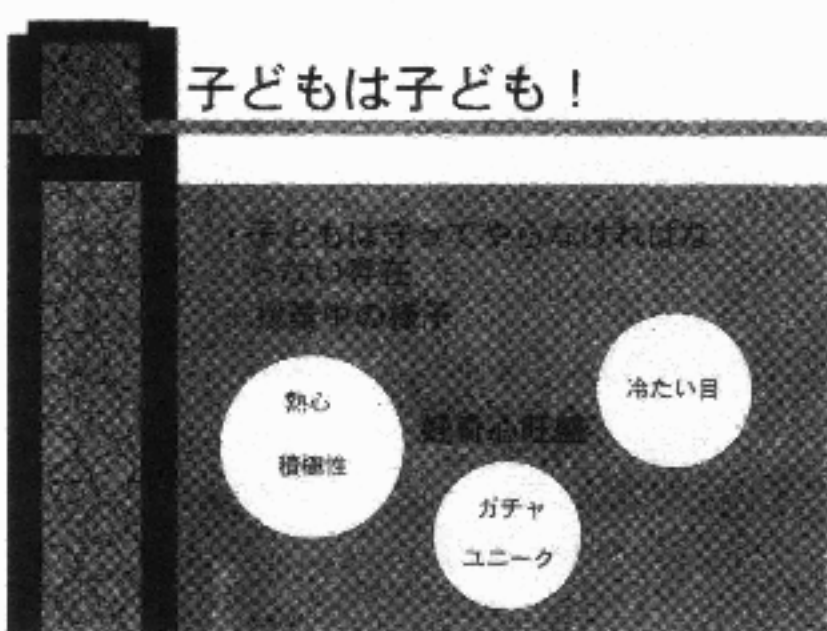 子どもは子ども！
・子どもは守ってやらなければな
らない存在
・授業中の様子
熱心
積極性
好奇心旺盛
冷たい目
ガチャ
ユニーク